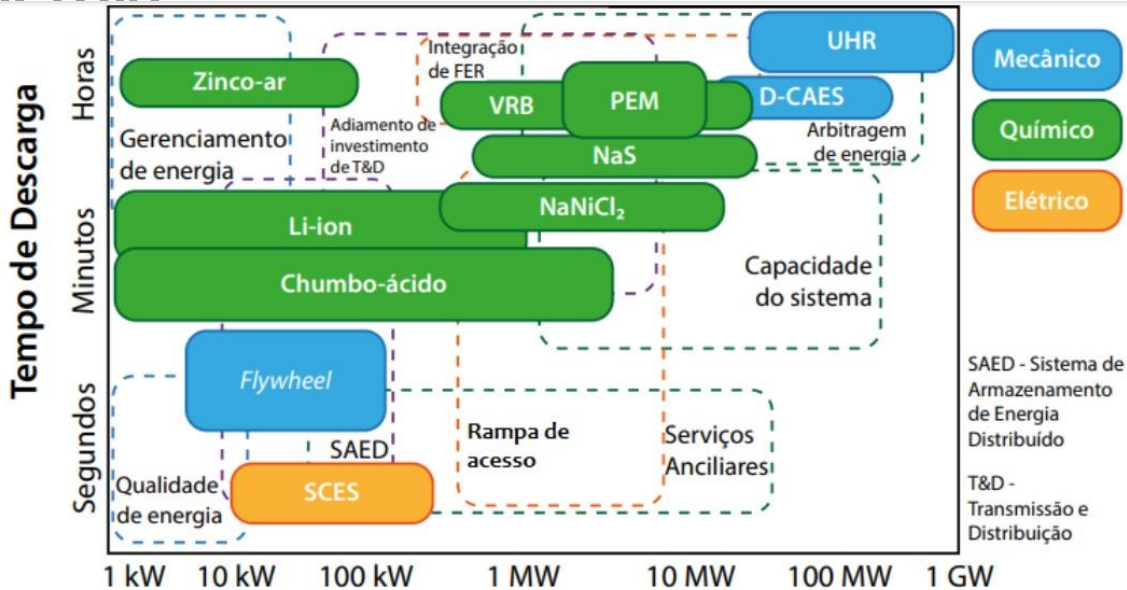 Tempo de Descarga
Horas
Minutos
Segundos
Zinco-ar
Gerenciamento
de energia
Adiamento de
investimento
de T&D
Integração
de FER
VRB
PEM
UHR
D-CAES
Arbitragem
de energia
NaS
NaNiCl₂
Li-ion
Chumbo-ácido
Capacidade
do sistema
Flywheel
SAED
SCES
Qualidade
de energia
Rampa de
acesso
Serviços
Anciliares
1 kW 10 kW 100 kW 1 MW 10 MW 100 MW 1 GW
Mecânico
Químico
Elétrico
SAED - Sistema de
Armazenamento
de Energia
Distribuído
T&D -
Transmissão e
Distribuição